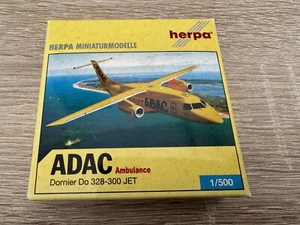 herpa
HERPA MINIATURMODELLE
ADAC
ADAC Ambulance
Dornier Do 328-300 JET
1/500